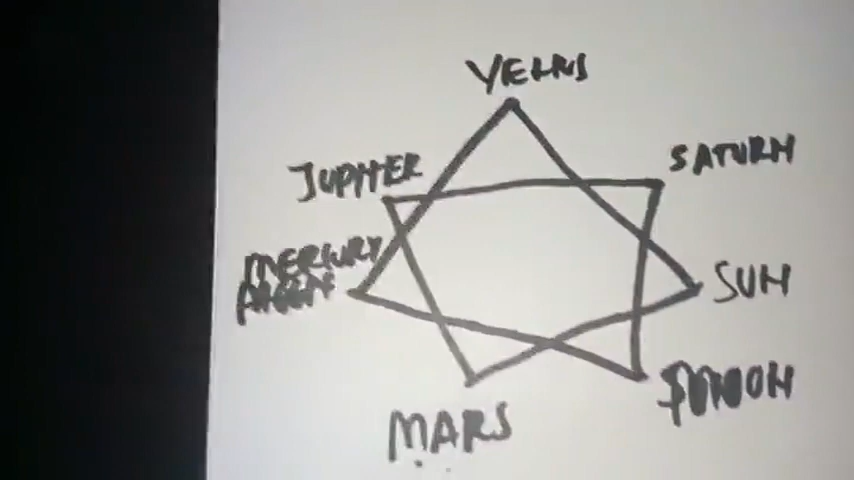 VENUS
SATURN
JUPITER
MERCURY
SUN
MOON
MARS